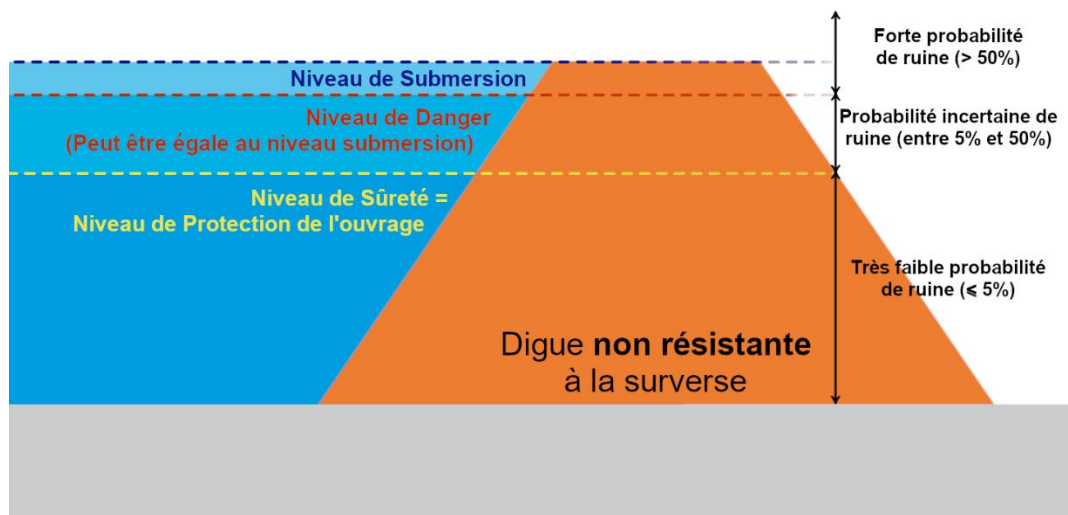 Forte probabilité
de ruine (> 50%)
Niveau de Submersion
Niveau de Danger
(Peut être égale au niveau submersion)
Probabilité incertaine de
ruine (entre 5% et 50%)
Niveau de Sûreté =
Niveau de Protection de l'ouvrage
Très faible probabilité
de ruine (⩽ 5%)
Digue non résistante
à la surverse